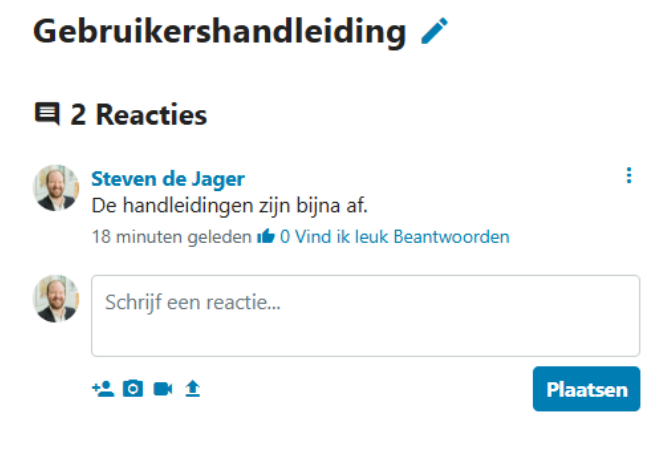 Gebruikershandleiding
2 Reacties
Steven de Jager
De handleidingen zijn bijna af.
18 minuten geleden 0 Vind ik leuk Beantwoorden
Schrijf een reactie...
Plaatsen